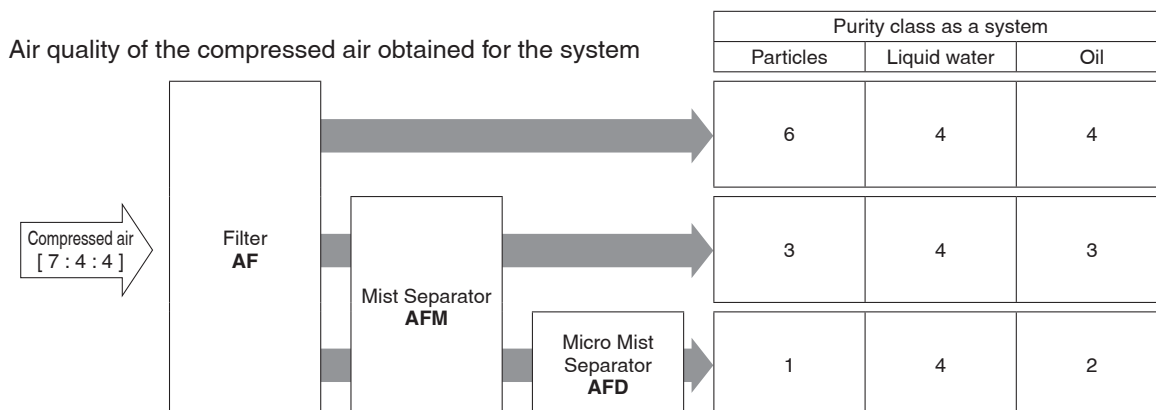 Air quality of the compressed air obtained for the system
Purity class as a system
Particles Liquid water Oil
6 4 4
Compressed air
[ 7 : 4 : 4 ]
Filter
AF
3 4 3
Mist Separator
AFM
Micro Mist
Separator
AFD
1 4 2